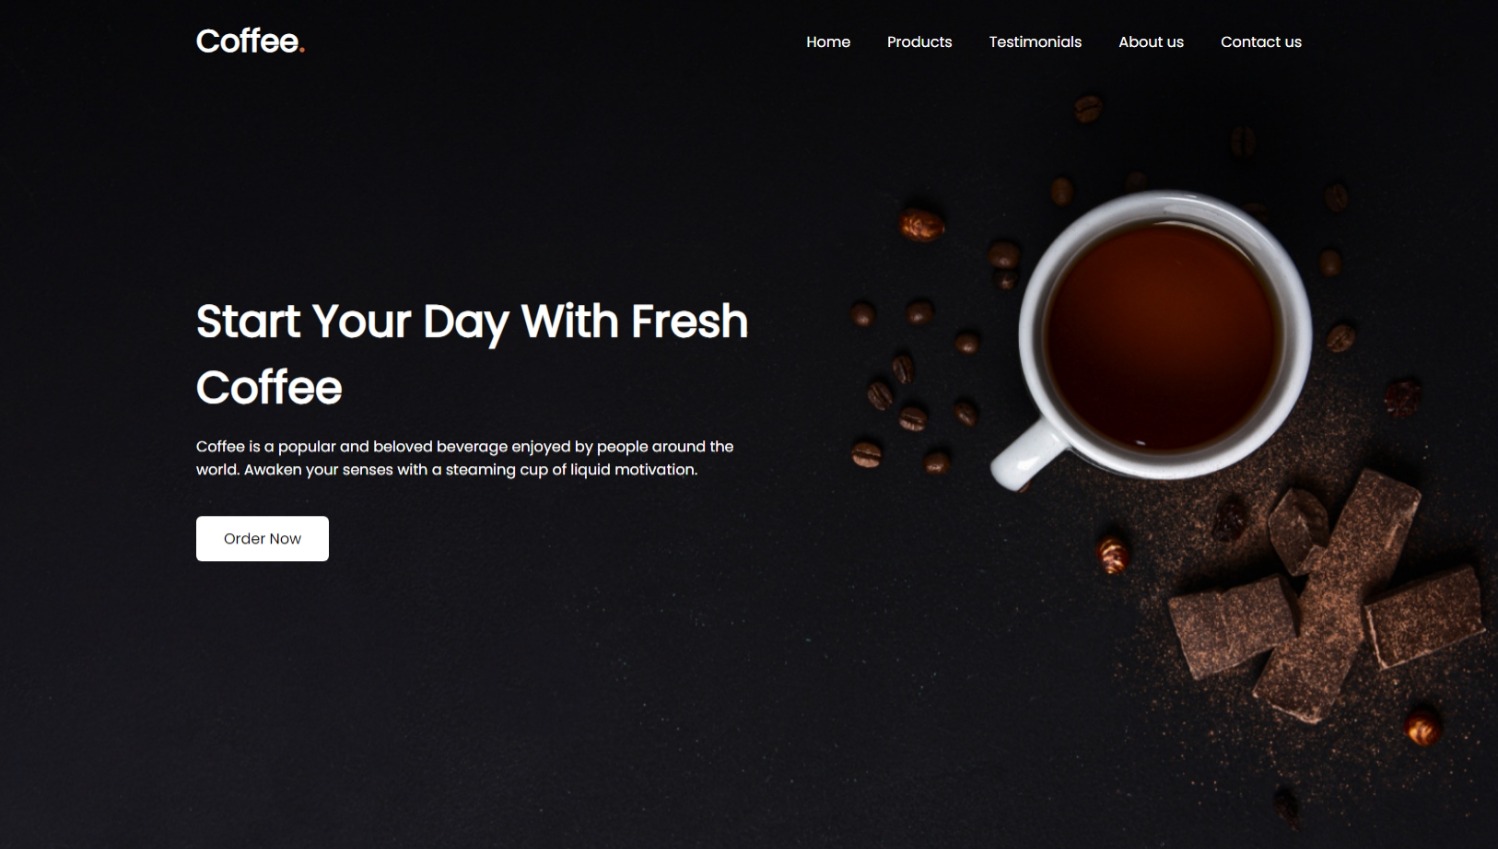 Coffee.
Home Products Testimonials About us Contact us
Start Your Day With Fresh
Coffee
Coffee is a popular and beloved beverage enjoyed by people around the
world. Awaken your senses with a steaming cup of liquid motivation.
Order Now